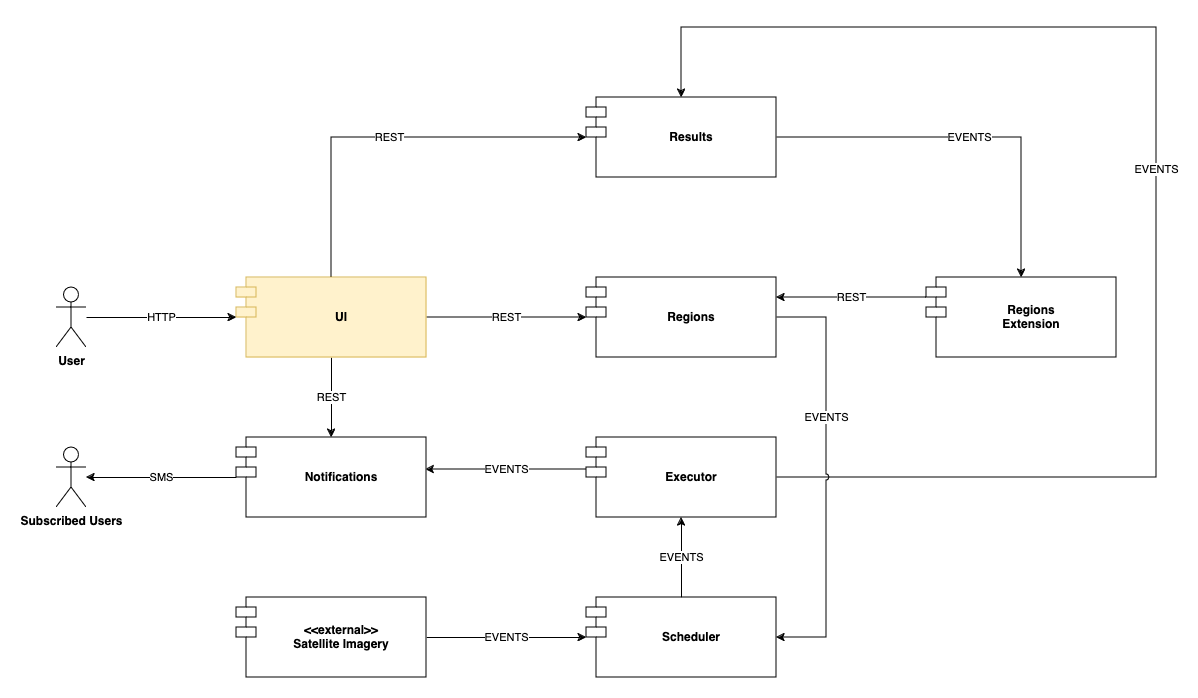 REST
Results
EVENTS
EVENTS
User
HTTP
UI
REST
Regions
REST
Regions
Extension
REST
EVENTS
Subscribed Users
SMS
Notifications
EVENTS
Executor
EVENTS
<<external>>
Satellite Imagery
EVENTS
Scheduler